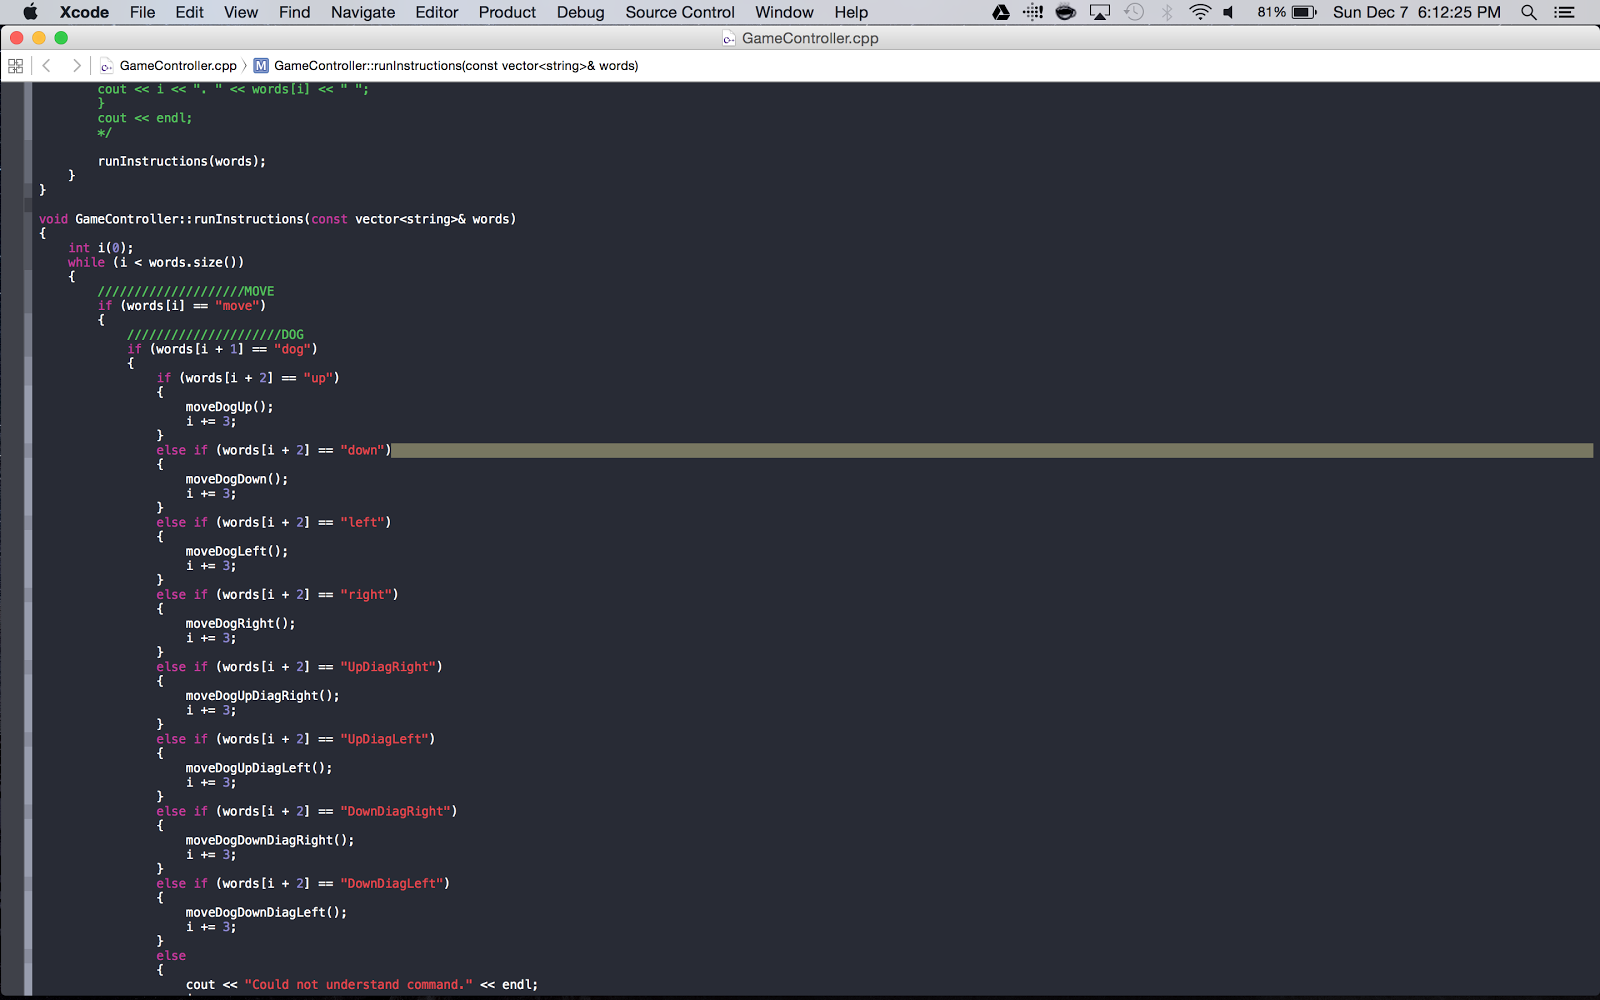 Xcode File Edit View Find Navigate Editor Product Debug Source Control Window Help 81% Sun Dec 7 6:12:25 PM
GameController.cpp
GameController.cpp M GameController::runInstructions(const vector<string>& words)
cout << i << ". " << words[i] << " ";
}
cout << endl;
*/
runInstructions(words);
}
}
void GameController::runInstructions(const vector<string>& words)
{
int i(0);
while (i < words.size())
{
////////////////////MOVE
if (words[i] == "move")
{
/////////////////////DOG
if (words[i + 1] == "dog")
{
if (words[i + 2] == "up")
{
moveDogUp();
i += 3;
}
else if (words[i + 2] == "down")
{
moveDogDown();
i += 3;
}
else if (words[i + 2] == "left")
{
moveDogLeft();
i += 3;
}
else if (words[i + 2] == "right")
{
moveDogRight();
i += 3;
}
else if (words[i + 2] == "UpDiagRight")
{
moveDogUpDiagRight();
i += 3;
}
else if (words[i + 2] == "UpDiagLeft")
{
moveDogUpDiagLeft();
i += 3;
}
else if (words[i + 2] == "DownDiagRight")
{
moveDogDownDiagRight();
i += 3;
}
else if (words[i + 2] == "DownDiagLeft")
{
moveDogDownDiagLeft();
i += 3;
}
else
{
cout << "Could not understand command." << endl;